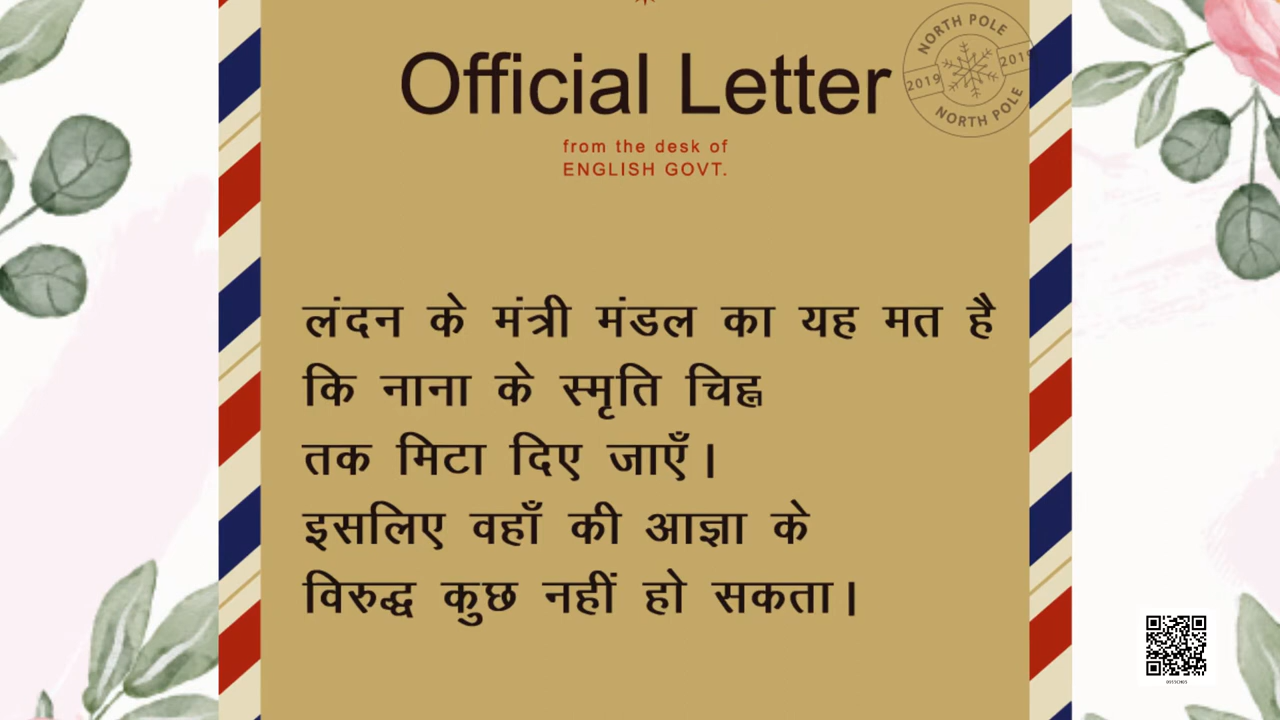 Official Letter
from the desk of
ENGLISH GOVT.
NORTH POLE
2019 2019
NORTH POLE
लंदन के मंत्री मंडल का यह मत है
कि नाना के स्मृति चिह्न
तक मिटा दिए जाएँ।
इसलिए वहाँ की आज्ञा के
विरुद्ध कुछ नहीं हो सकता।